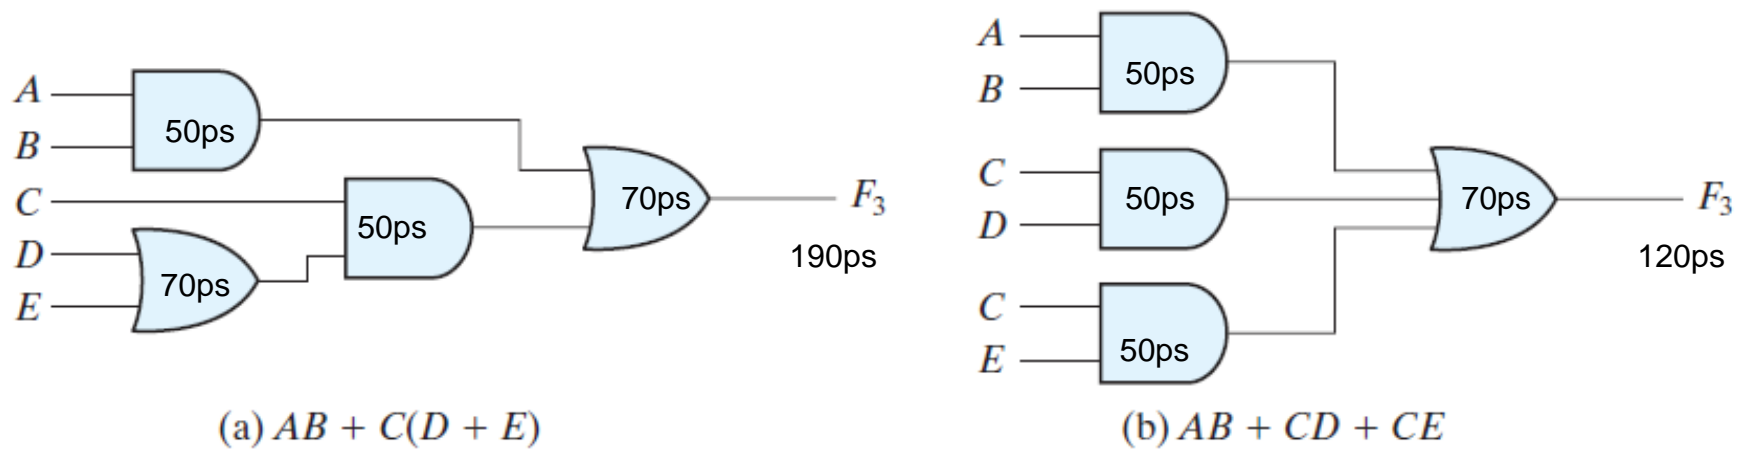 A
B
C
D
E
50ps
50ps
70ps
70ps
F3
190ps
(a) AB + C(D + E)
A
B
C
D
C
E
50ps
50ps
50ps
70ps
F3
120ps
(b) AB + CD + CE